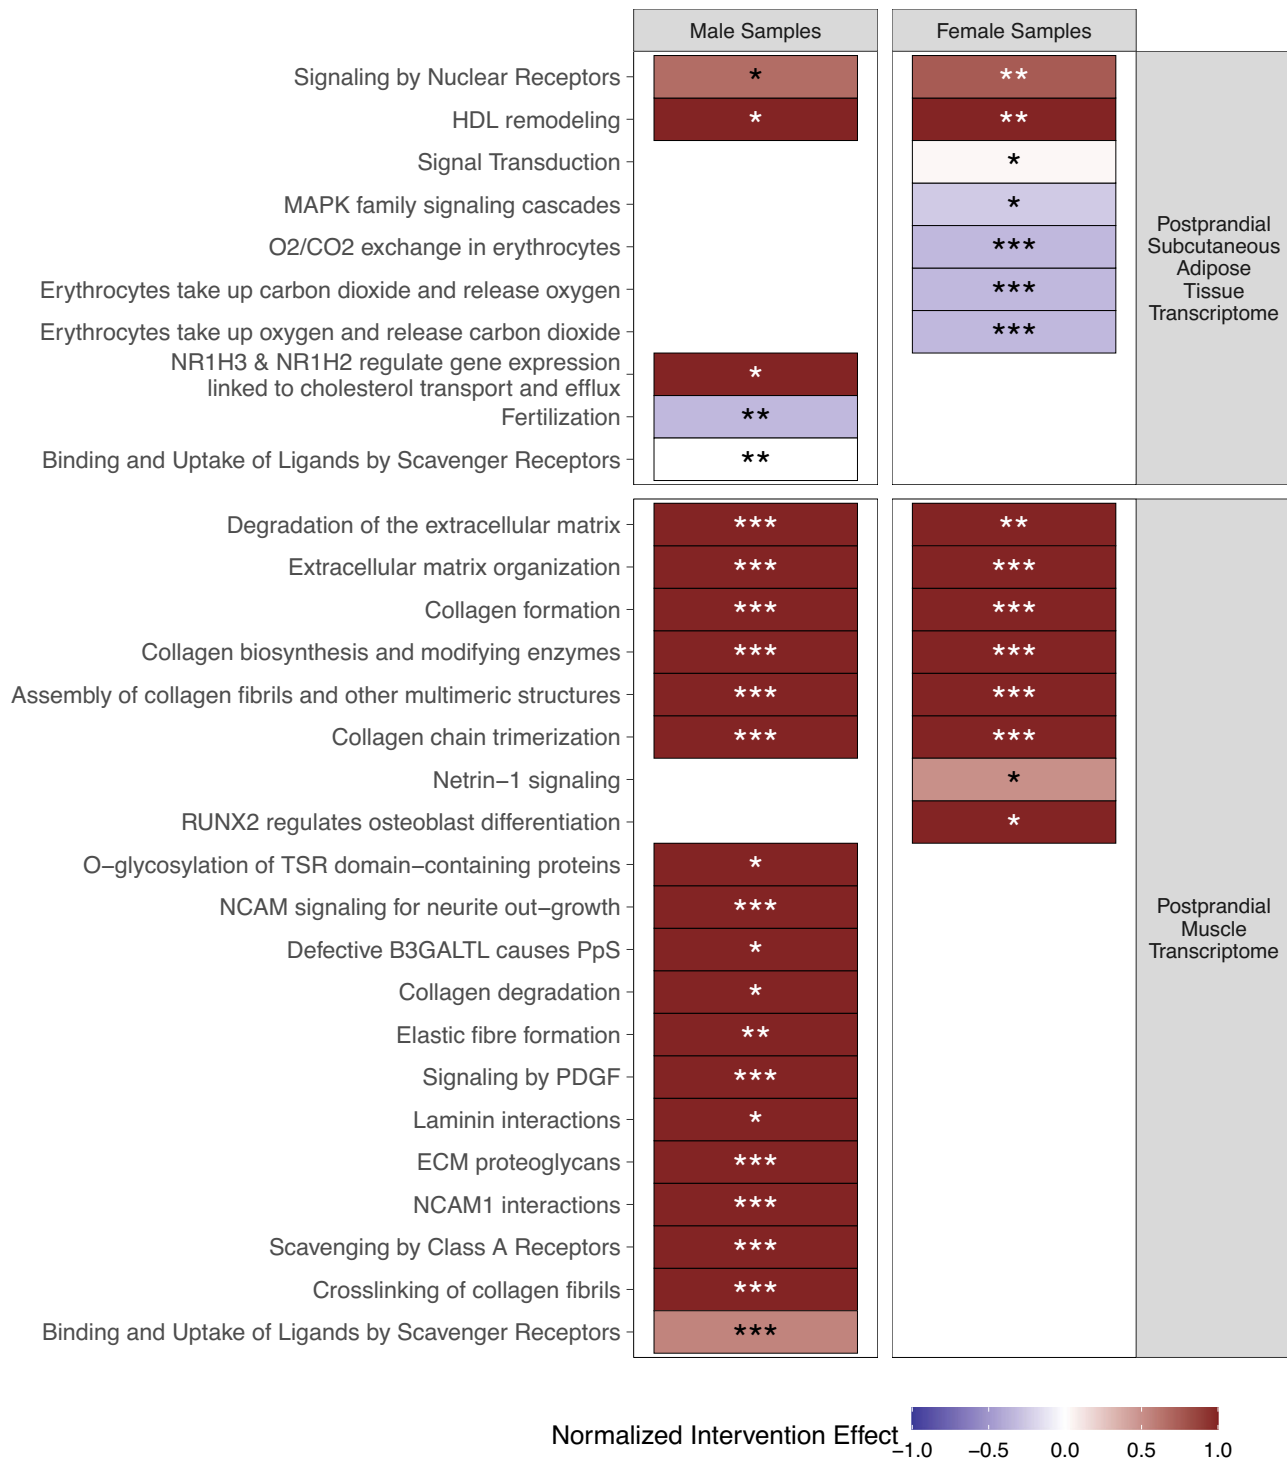 Male Samples
Female Samples
Signaling by Nuclear Receptors * **
HDL remodeling * **
Signal Transduction *
MAPK family signaling cascades *
O2/CO2 exchange in erythrocytes ***
Erythrocytes take up carbon dioxide and release oxygen ***
Erythrocytes take up oxygen and release carbon dioxide ***
NR1H3 & NR1H2 regulate gene expression
linked to cholesterol transport and efflux *
Fertilization **
Binding and Uptake of Ligands by Scavenger Receptors **
Postprandial
Subcutaneous
Adipose
Tissue
Transcriptome
Degradation of the extracellular matrix *** **
Extracellular matrix organization *** ***
Collagen formation *** ***
Collagen biosynthesis and modifying enzymes *** ***
Assembly of collagen fibrils and other multimeric structures *** ***
Collagen chain trimerization *** ***
Netrin−1 signaling *
RUNX2 regulates osteoblast differentiation *
O−glycosylation of TSR domain−containing proteins *
NCAM signaling for neurite out−growth ***
Defective B3GALTL causes PpS *
Collagen degradation *
Elastic fibre formation **
Signaling by PDGF ***
Laminin interactions *
ECM proteoglycans ***
NCAM1 interactions ***
Scavenging by Class A Receptors ***
Crosslinking of collagen fibrils ***
Binding and Uptake of Ligands by Scavenger Receptors ***
Postprandial
Muscle
Transcriptome
Normalized Intervention Effect
−1.0 −0.5 0.0 0.5 1.0